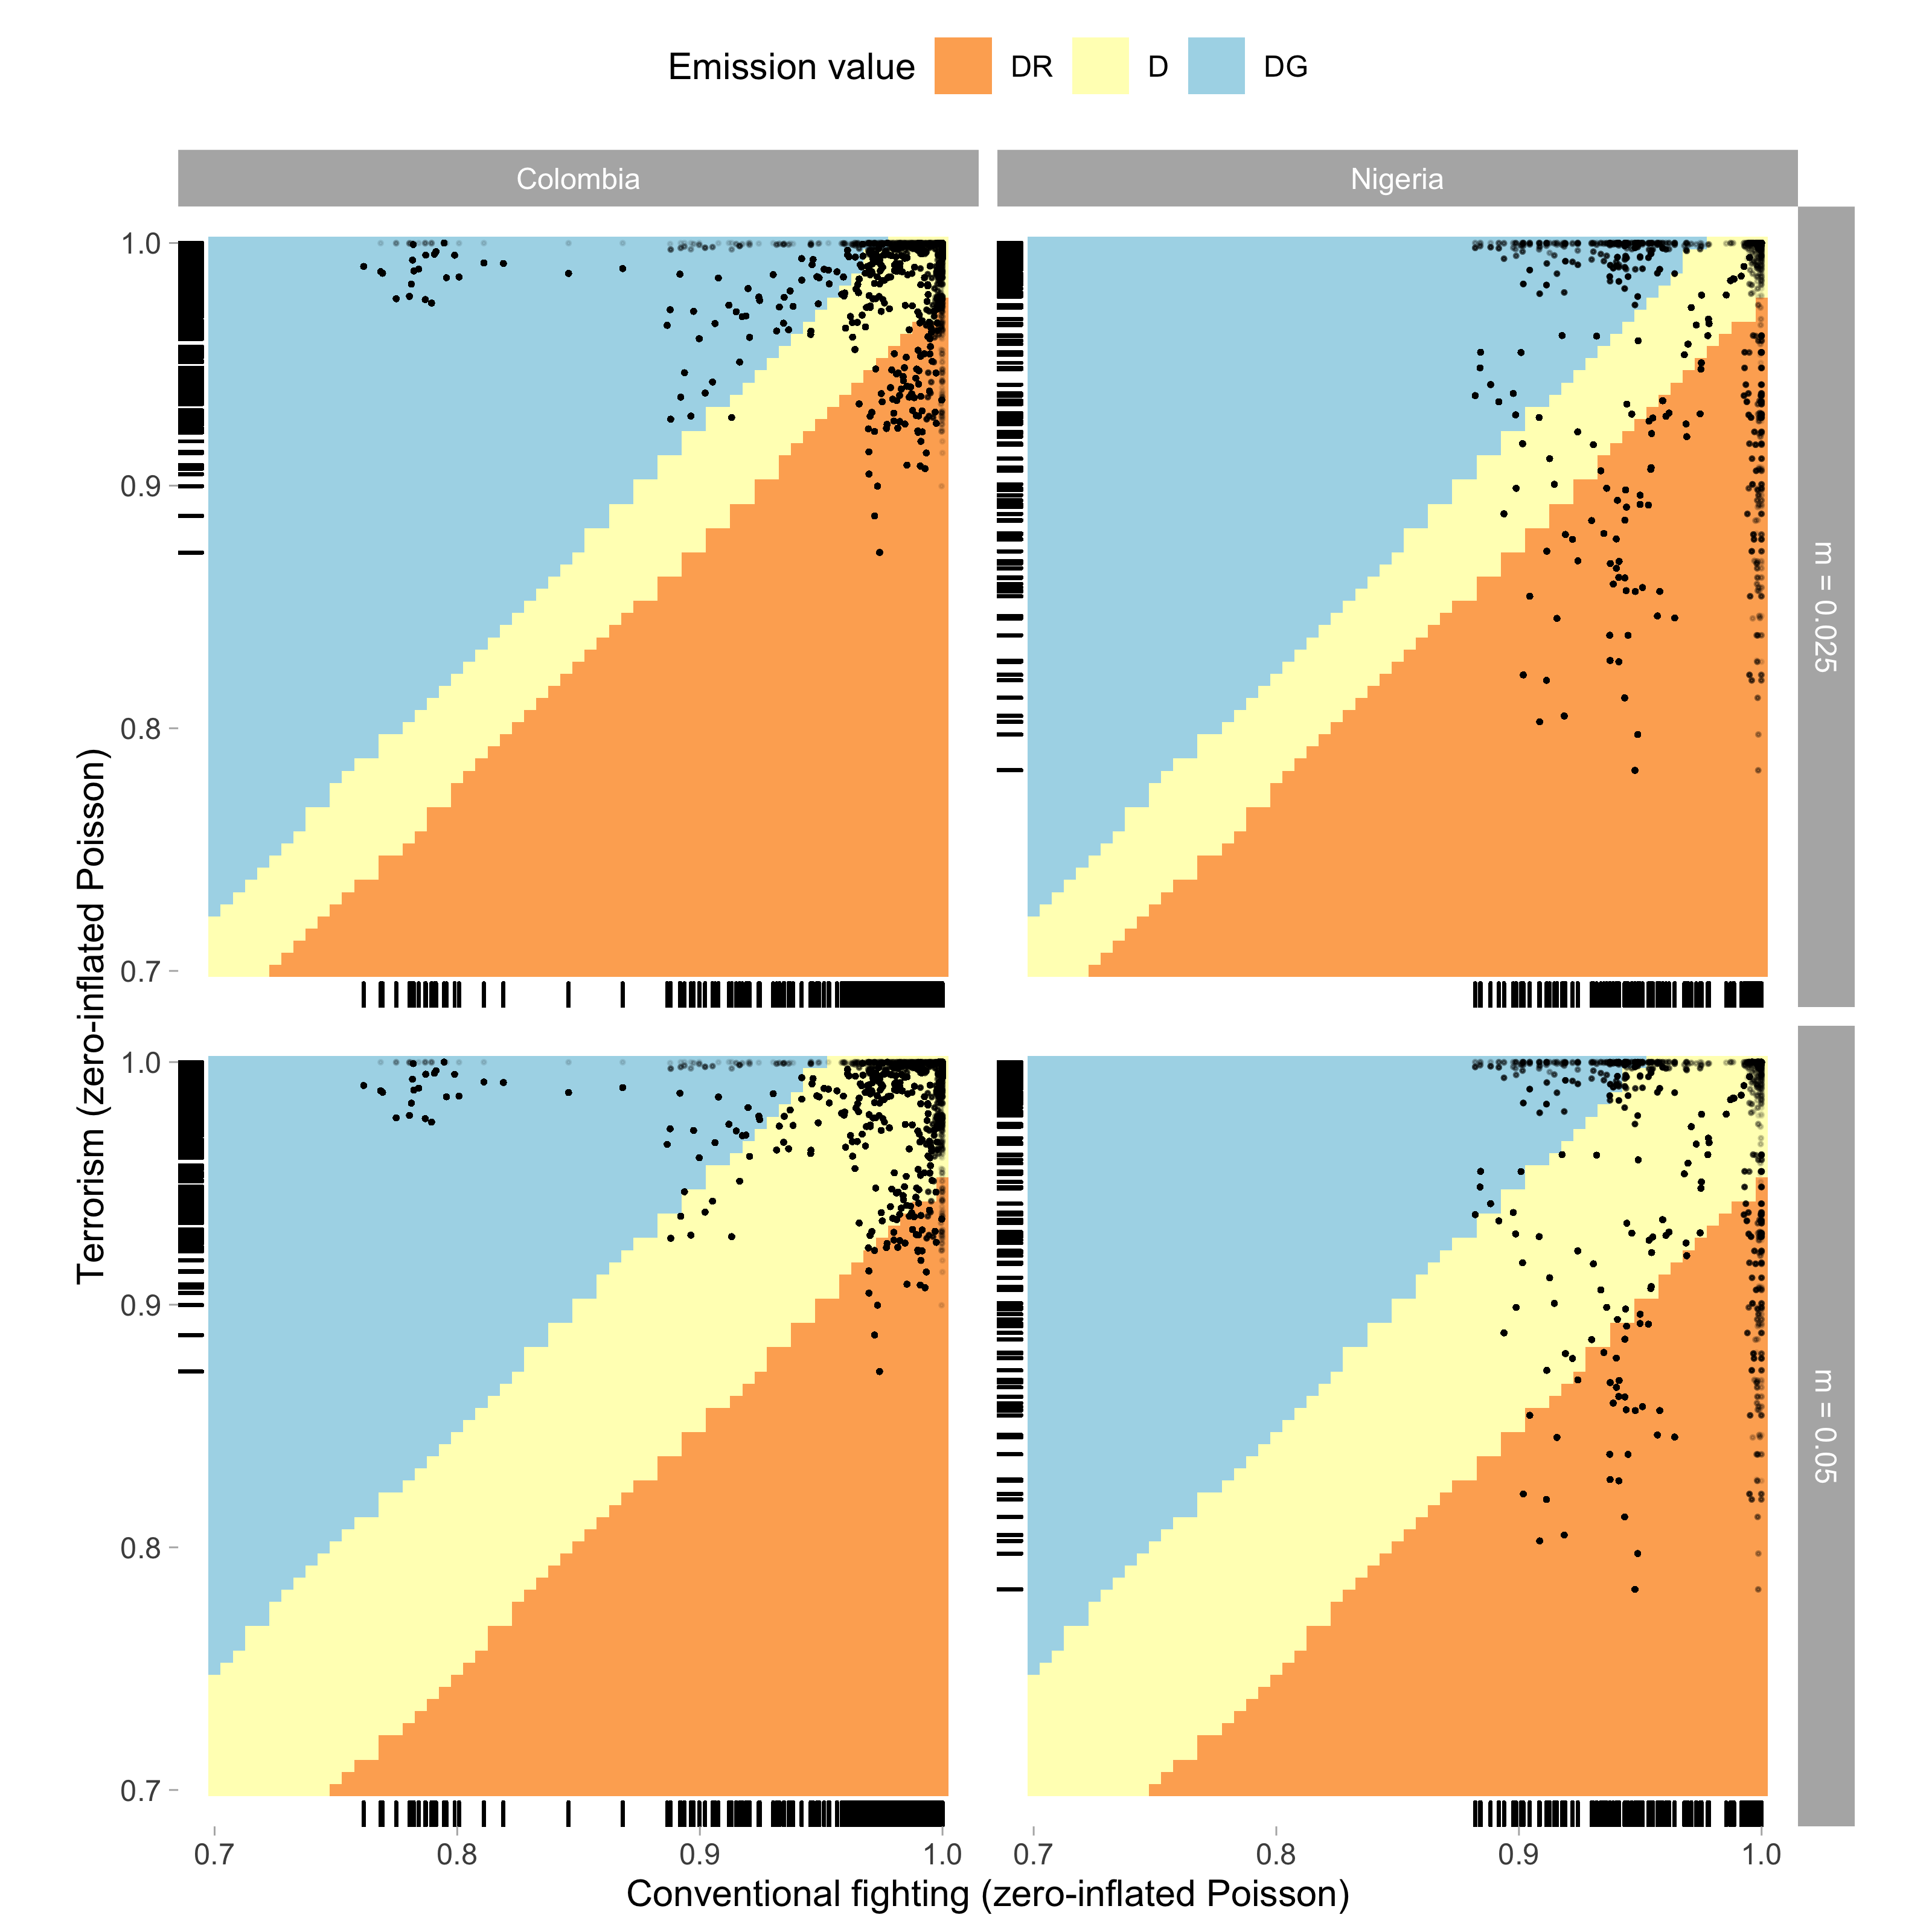 Emission value DR D DG
Colombia
Nigeria
1.0
0.9
0.8
0.7
m = 0.025
Terrorism (zero-inflated Poisson)
1.0
0.9
0.8
0.7
m = 0.05
0.7 0.8 0.9 1.0 0.7 0.8 0.9 1.0
Conventional fighting (zero-inflated Poisson)